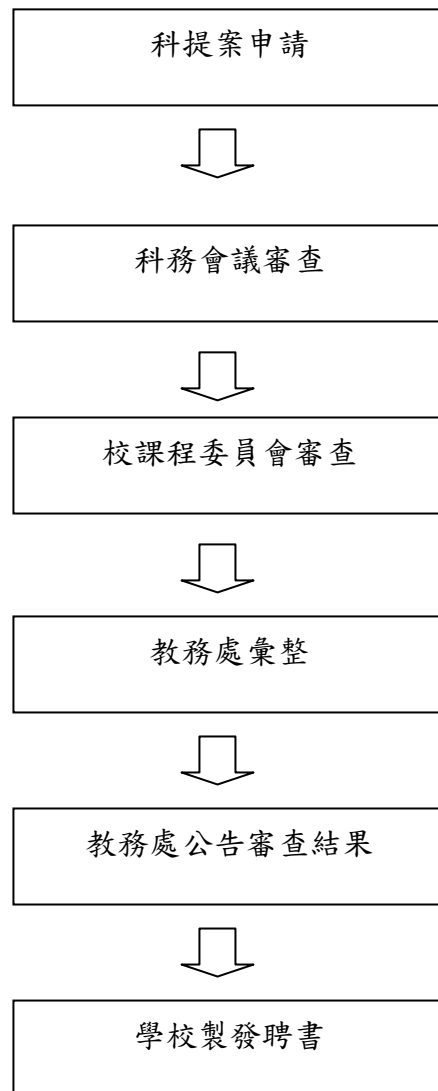 科提案申請
科務會議審查
校課程委員會審查
教務處彙整
教務處公告審查結果
學校製發聘書